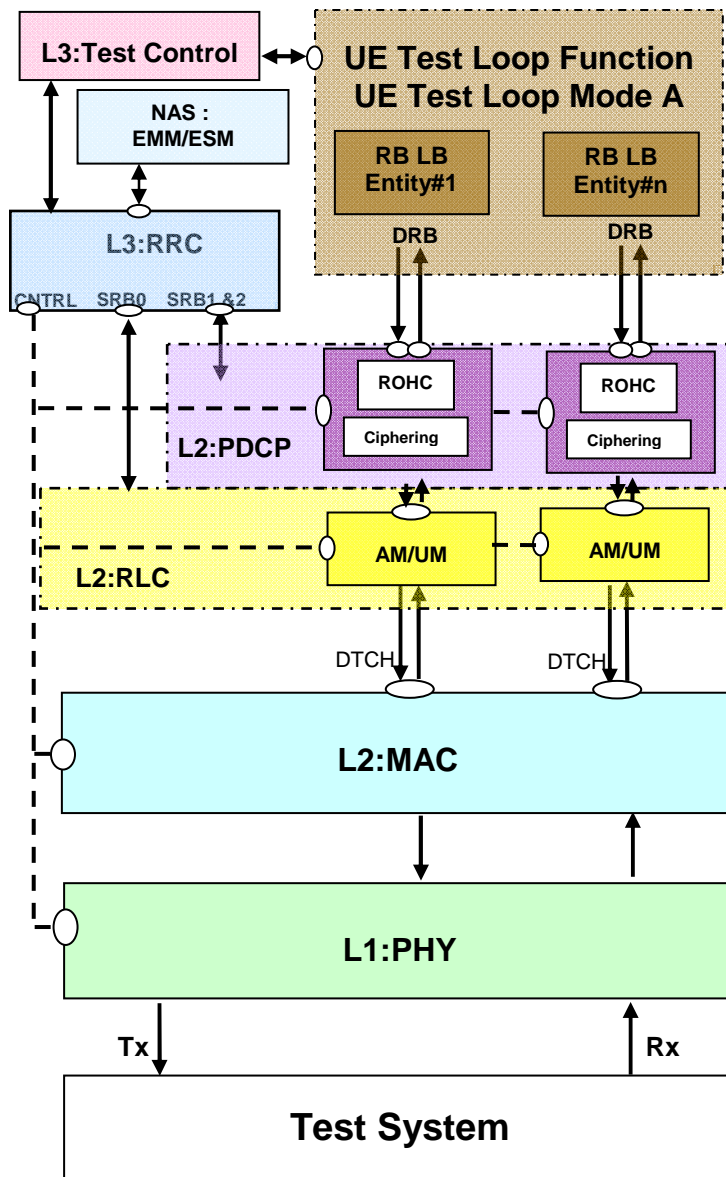 L3:Test Control
UE Test Loop Function
UE Test Loop Mode A
NAS :
EMM/ESM
RB LB
Entity#1
RB LB
Entity#n
DRB
DRB
L3:RRC
CNTRL
SRB0
SRB1 &2
ROHC
Ciphering
ROHC
Ciphering
L2:PDCP
AM/UM
AM/UM
L2:RLC
DTCH
DTCH
L2:MAC
L1:PHY
Tx
Rx
Test System